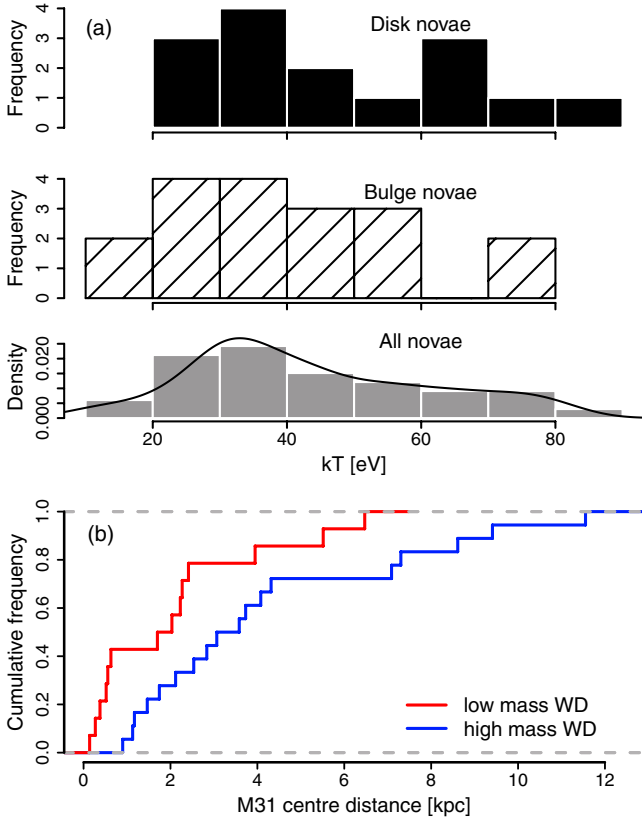 (a)
Disk novae
Frequency
4
3
2
1
0
Bulge novae
Frequency
4
3
2
1
0
All novae
Density
0.020
0.000
20 40 60 80
kT [eV]
(b)
Cumulative frequency
1.0
0.8
0.6
0.4
0.2
0.0
low mass WD
high mass WD
0 2 4 6 8 10 12
M31 centre distance [kpc]